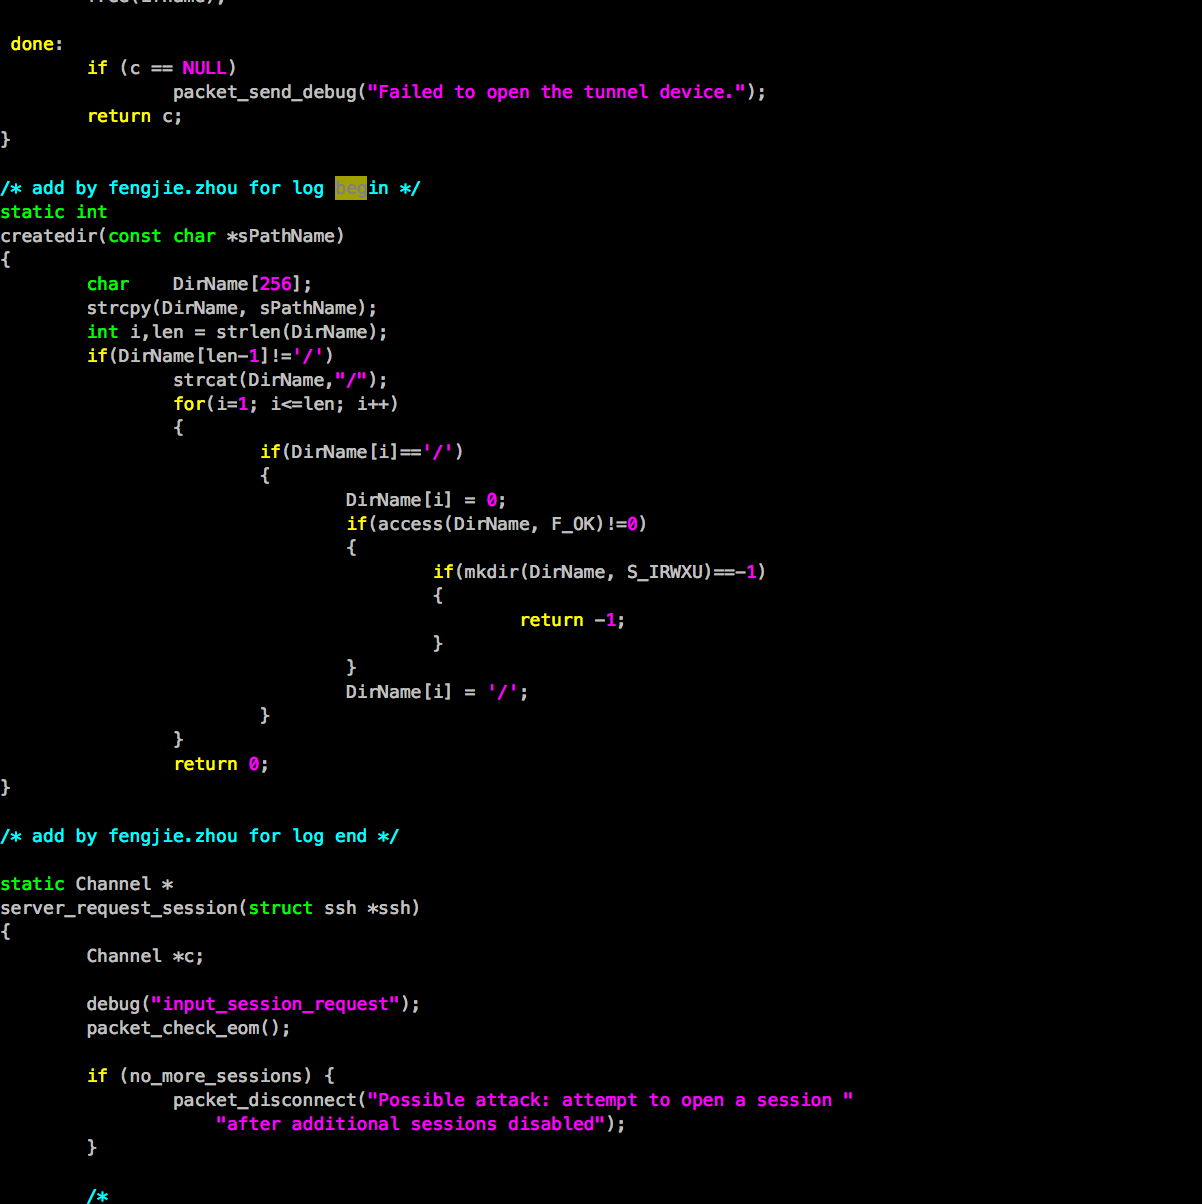 done:
if (c == NULL)
packet_send_debug("Failed to open the tunnel device.");
return c;
}
/* add by fengjie.zhou for log begin */
static int
createdir(const char *sPathName)
{
char    DirName[256];
strcpy(DirName, sPathName);
int i,len = strlen(DirName);
if(DirName[len-1]!='/')
strcat(DirName,"/");
for(i=1; i<=len; i++)
{
if(DirName[i]=='/')
{
DirName[i] = 0;
if(access(DirName, F_OK)!=0)
{
if(mkdir(DirName, S_IRWXU)==-1)
{
return -1;
}
}
DirName[i] = '/';
}
}
return 0;
}
/* add by fengjie.zhou for log end */
static Channel *
server_request_session(struct ssh *ssh)
{
Channel *c;
debug("input_session_request");
packet_check_eom();
if (no_more_sessions) {
packet_disconnect("Possible attack: attempt to open a session "
"after additional sessions disabled");
}
/*